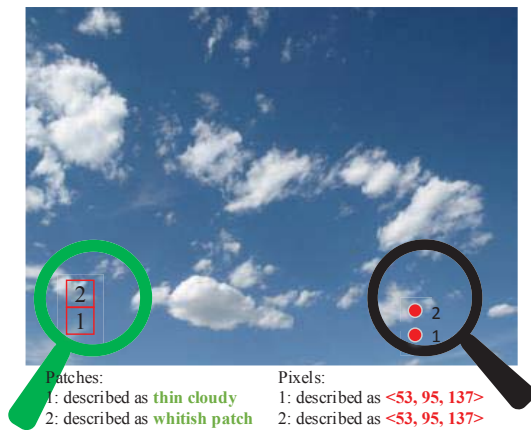 2
1
2
1
Patches:
1: described as thin cloudy
2: described as whitish patch
Pixels:
1: described as <53, 95, 137>
2: described as <53, 95, 137>